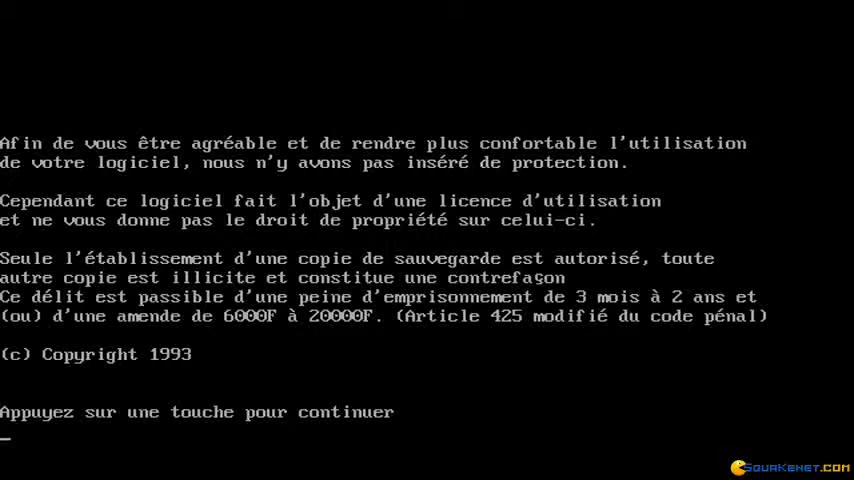 Afin de vous être agréable et de rendre plus confortable l'utilisation
de votre logiciel, nous n'y avons pas inséré de protection.
Cependant ce logiciel fait l'objet d'une licence d'utilisation
et ne vous donne pas le droit de propriété sur celui-ci.
Seule l'établissement d'une copie de sauvegarde est autorisé, toute
autre copie est illicite et constitue une contrefaçon
Ce délit est passible d'une peine d'emprisonnement de 3 mois à 2 ans et
(ou) d'une amende de 6000F à 20000F. (Article 425 modifié du code pénal)
(c) Copyright 1993
Appuyez sur une touche pour continuer
_
SquaKenet.com